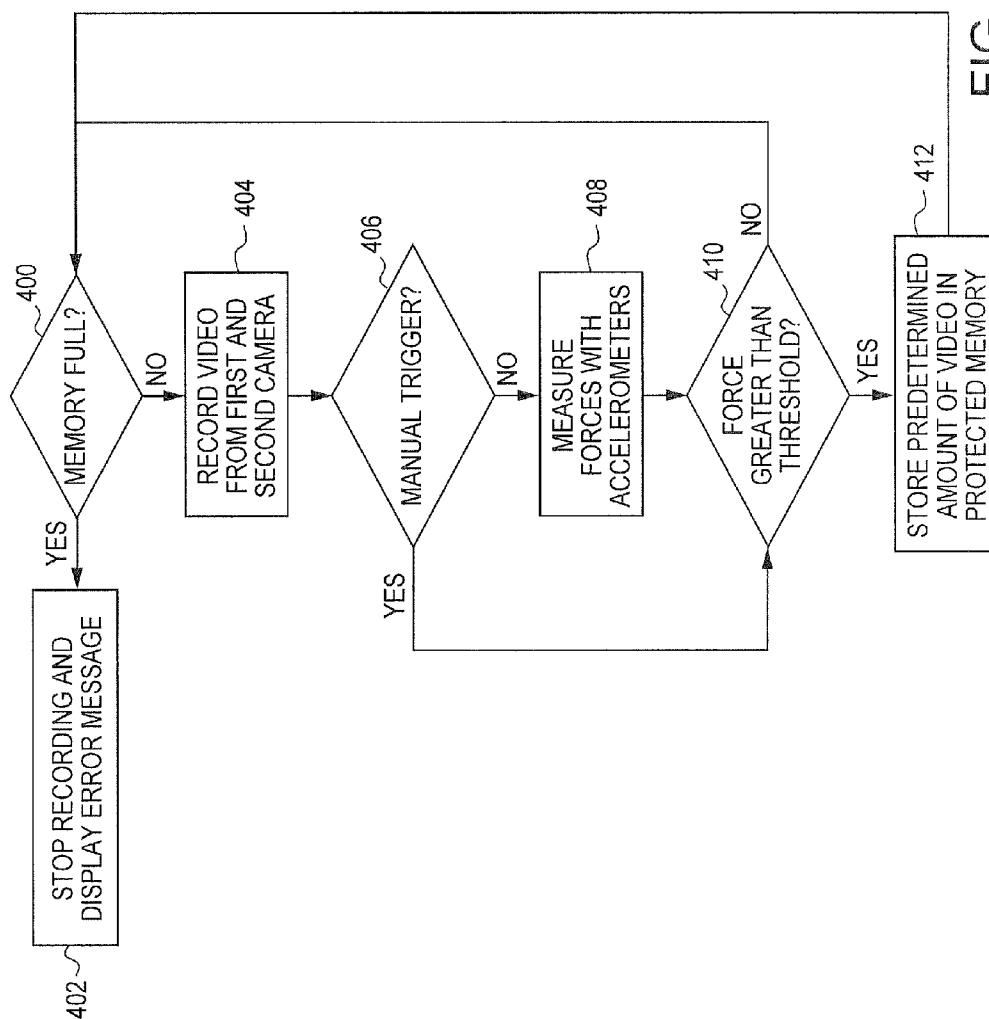 400
MEMORY FULL?
YES
NO
402
STOP RECORDING AND
DISPLAY ERROR MESSAGE
404
RECORD VIDEO
FROM FIRST AND
SECOND CAMERA
406
MANUAL TRIGGER?
YES
NO
408
MEASURE
FORCES WITH
ACCELEROMETERS
410
FORCE
GREATER THAN
THRESHOLD?
NO
YES
412
STORE PREDETERMINED
AMOUNT OF VIDEO IN
PROTECTED MEMORY
FIG